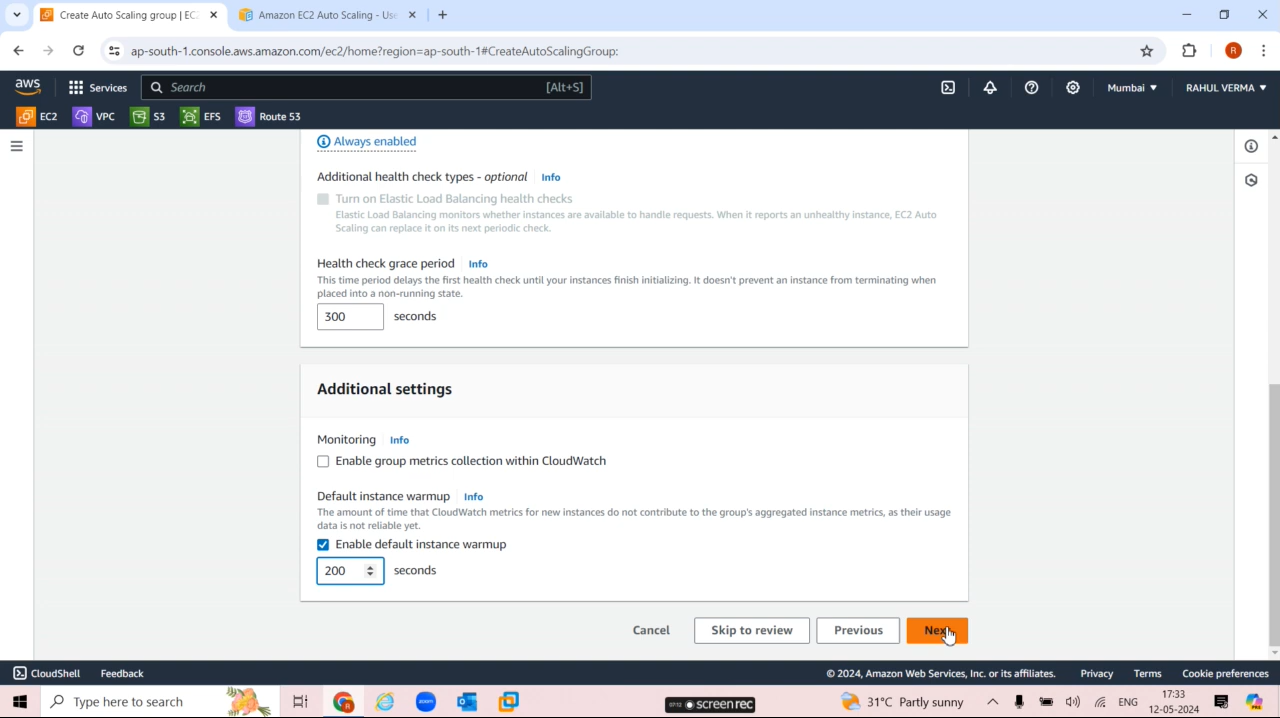 Create Auto Scaling group | EC
Amazon EC2 Auto Scaling - Use
ap-south-1.console.aws.amazon.com/ec2/home?region=ap-south-1#CreateAutoScalingGroup:
R
aws
Services
Search
[Alt+S]
Mumbai
RAHUL VERMA
EC2
VPC
S3
EFS
Route 53
Always enabled
Additional health check types - optional
Info
Turn on Elastic Load Balancing health checks
Elastic Load Balancing monitors whether instances are available to handle requests. When it reports an unhealthy instance, EC2 Auto
Scaling can replace it on its next periodic check.
Health check grace period
Info
This time period delays the first health check until your instances finish initializing. It doesn't prevent an instance from terminating when
placed into a non-running state.
300
seconds
Additional settings
Monitoring
Info
Enable group metrics collection within CloudWatch
Default instance warmup
Info
The amount of time that CloudWatch metrics for new instances do not contribute to the group's aggregated instance metrics, as their usage
data is not reliable yet.
Enable default instance warmup
200
seconds
Cancel
Skip to review
Previous
Next
CloudShell
Feedback
© 2024, Amazon Web Services, Inc. or its affiliates.
Privacy
Terms
Cookie preferences
Type here to search
zoom
07:12
screenrec
31°C Partly sunny
ENG
17:33
12-05-2024